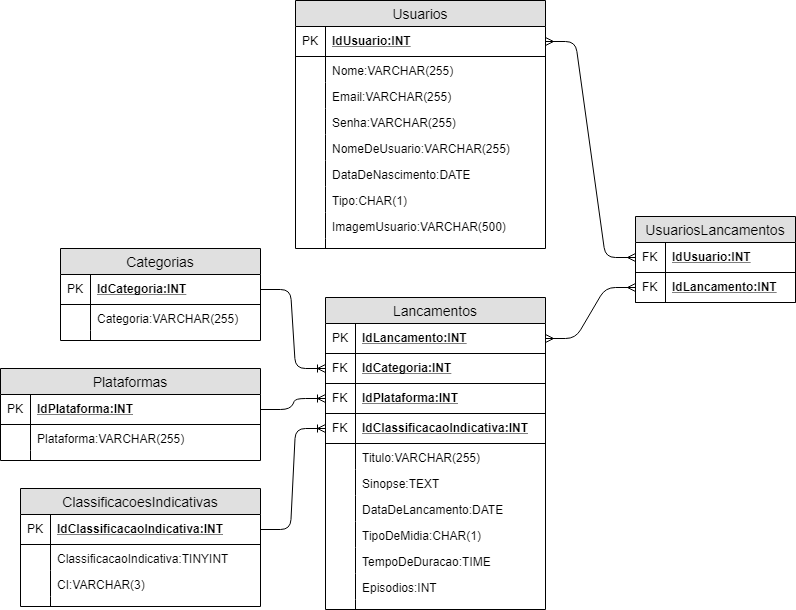 Usuarios
PK IdUsuario:INT
Nome:VARCHAR(255)
Email:VARCHAR(255)
Senha:VARCHAR(255)
NomeDeUsuario:VARCHAR(255)
DataDeNascimento:DATE
Tipo:CHAR(1)
ImagemUsuario:VARCHAR(500)
UsuariosLancamentos
FK IdUsuario:INT
FK IdLancamento:INT
Categorias
PK IdCategoria:INT
Categoria:VARCHAR(255)
Plataformas
PK IdPlataforma:INT
Plataforma:VARCHAR(255)
ClassificacoesIndicativas
PK IdClassificacaoIndicativa:INT
ClassificacaoIndicativa:TINYINT
CI:VARCHAR(3)
Lancamentos
PK IdLancamento:INT
FK IdCategoria:INT
FK IdPlataforma:INT
FK IdClassificacaoIndicativa:INT
Titulo:VARCHAR(255)
Sinopse:TEXT
DataDeLancamento:DATE
TipoDeMidia:CHAR(1)
TempoDeDuracao:TIME
Episodios:INT